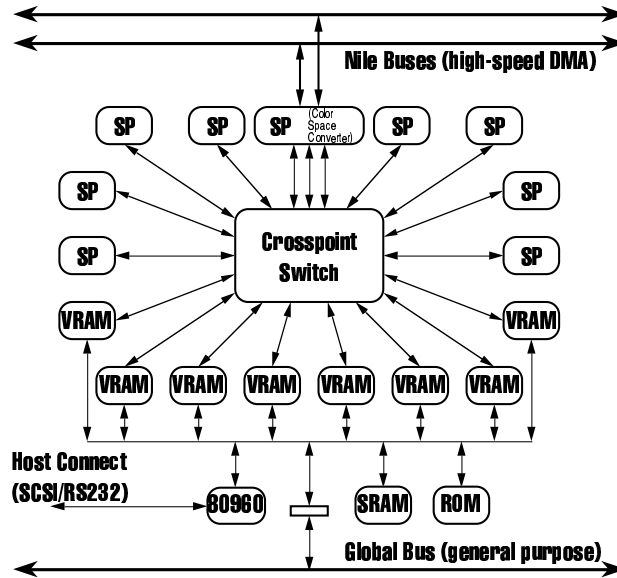 Nile Buses (high-speed DMA)
SP
SP
SP
(Color
Space
Converter)
SP
SP
SP
SP
Crosspoint
Switch
SP
SP
VRAM
VRAM
VRAM
VRAM
VRAM
VRAM
VRAM
VRAM
Host Connect
(SCSI/RS232)
80960
SRAM
ROM
Global Bus (general purpose)